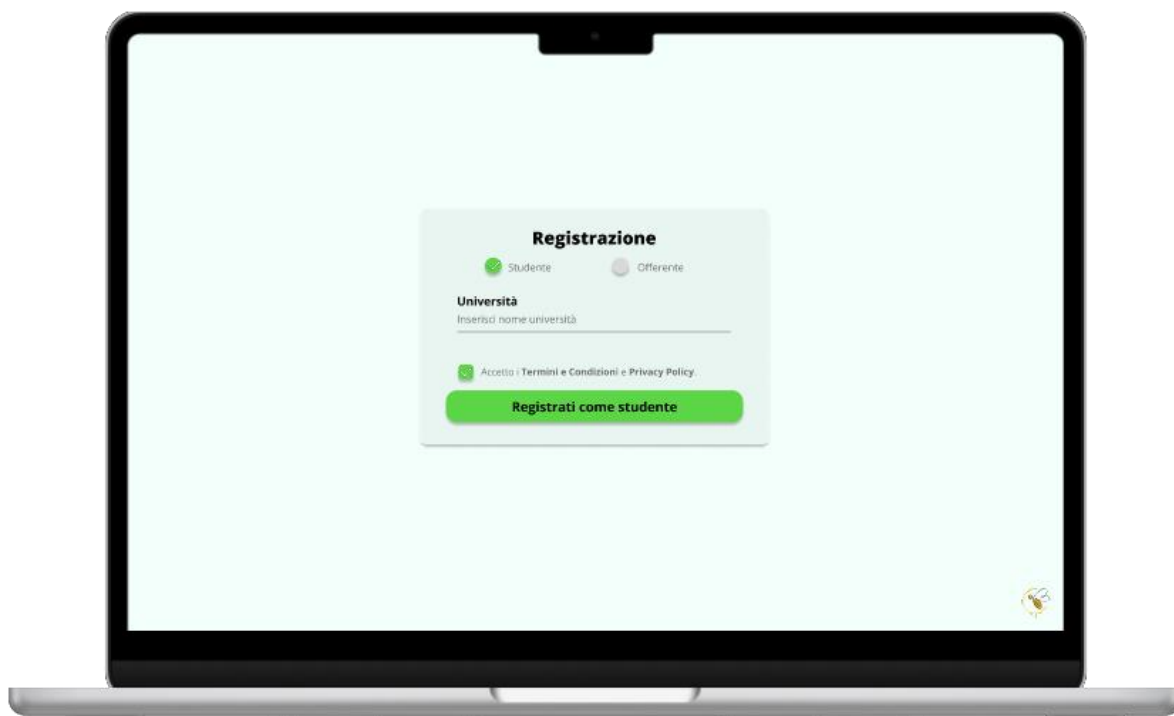 Registrazione
Studente Offerente
Università
Inserisci nome università
Accetto i Termini e Condizioni e Privacy Policy.
Registrati come studente